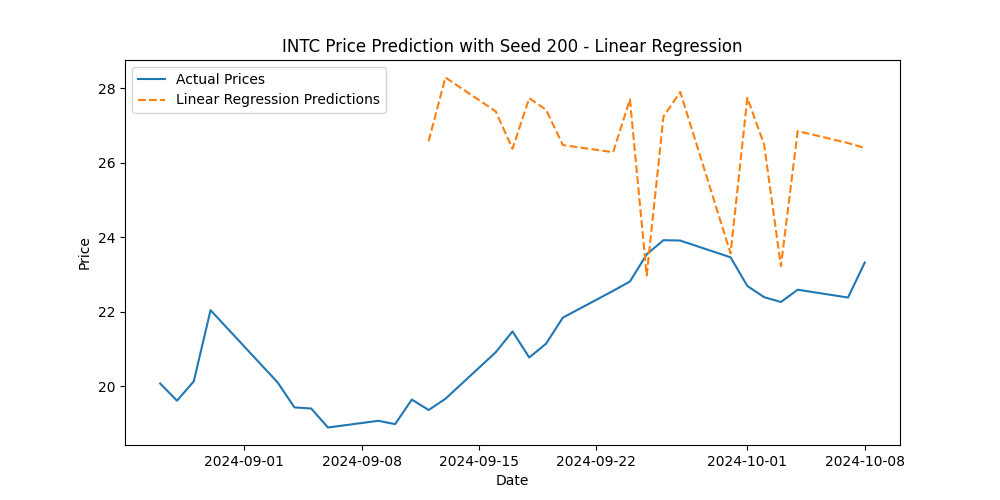 INTC Price Prediction with Seed 200 - Linear Regression
Actual Prices
Linear Regression Predictions
28
26
24
22
20
Price
2024-09-01
2024-09-08
2024-09-15
2024-09-22
2024-10-01
2024-10-08
Date